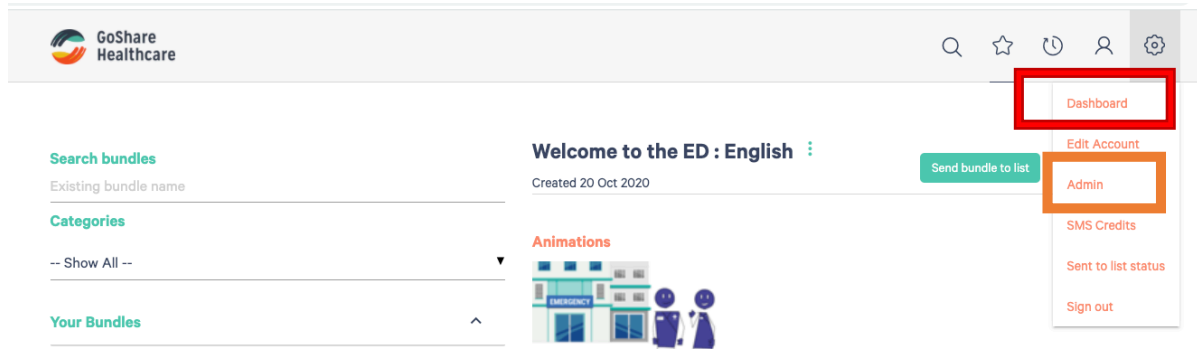 GoShare
Healthcare
Dashboard
Edit Account
Admin
SMS Credits
Sent to list status
Sign out
Search bundles
Existing bundle name
Categories
-- Show All --
Your Bundles
Welcome to the ED : English
Created 20 Oct 2020
Send bundle to list
Animations
EMERGENCY